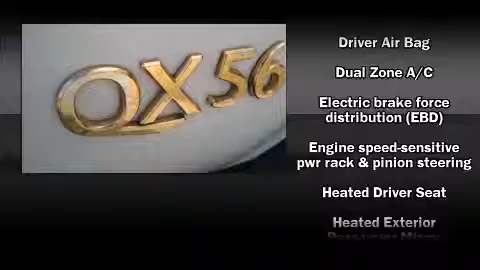 QX56
Driver Air Bag
Dual Zone A/C
Electric brake force
distribution (EBD)
Engine speed-sensitive
pwr rack & pinion steering
Heated Driver Seat
Heated Exterior